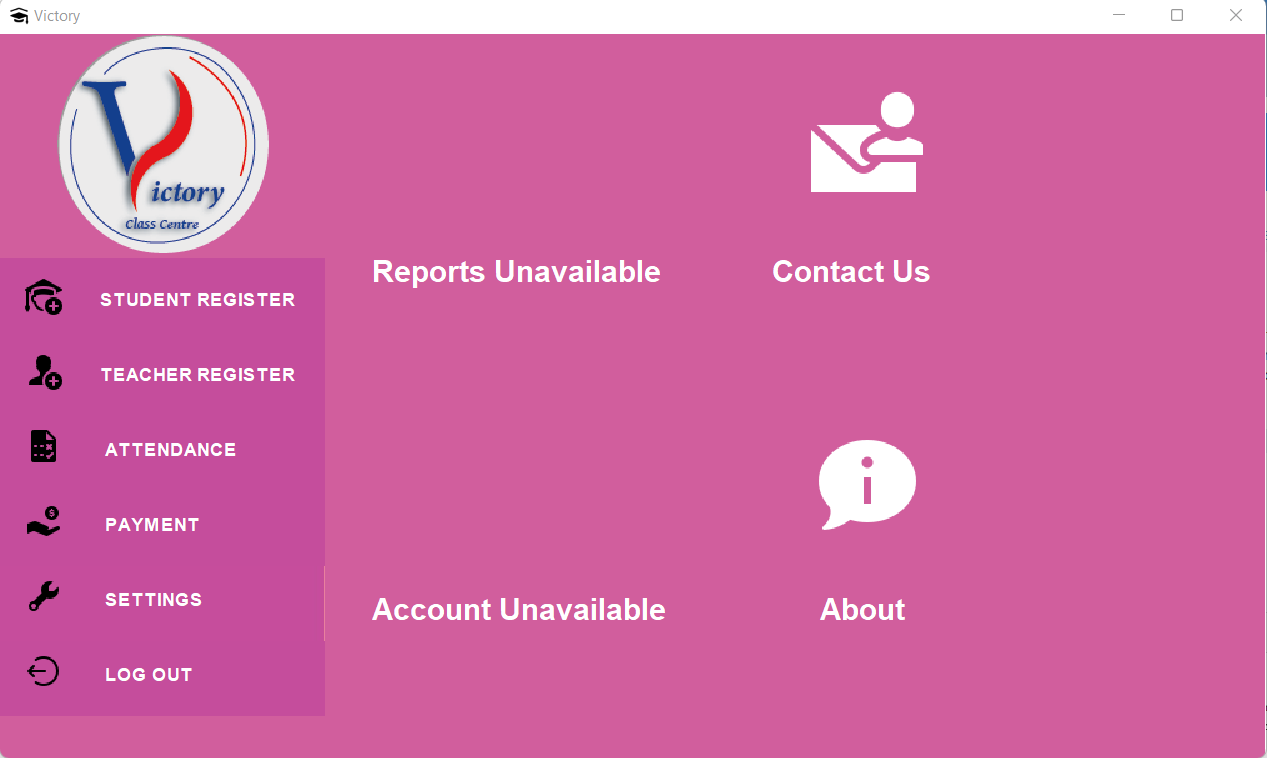 Victory
Victory
Class Centre
STUDENT REGISTER
TEACHER REGISTER
ATTENDANCE
PAYMENT
SETTINGS
LOG OUT
Reports Unavailable
Contact Us
Account Unavailable
About